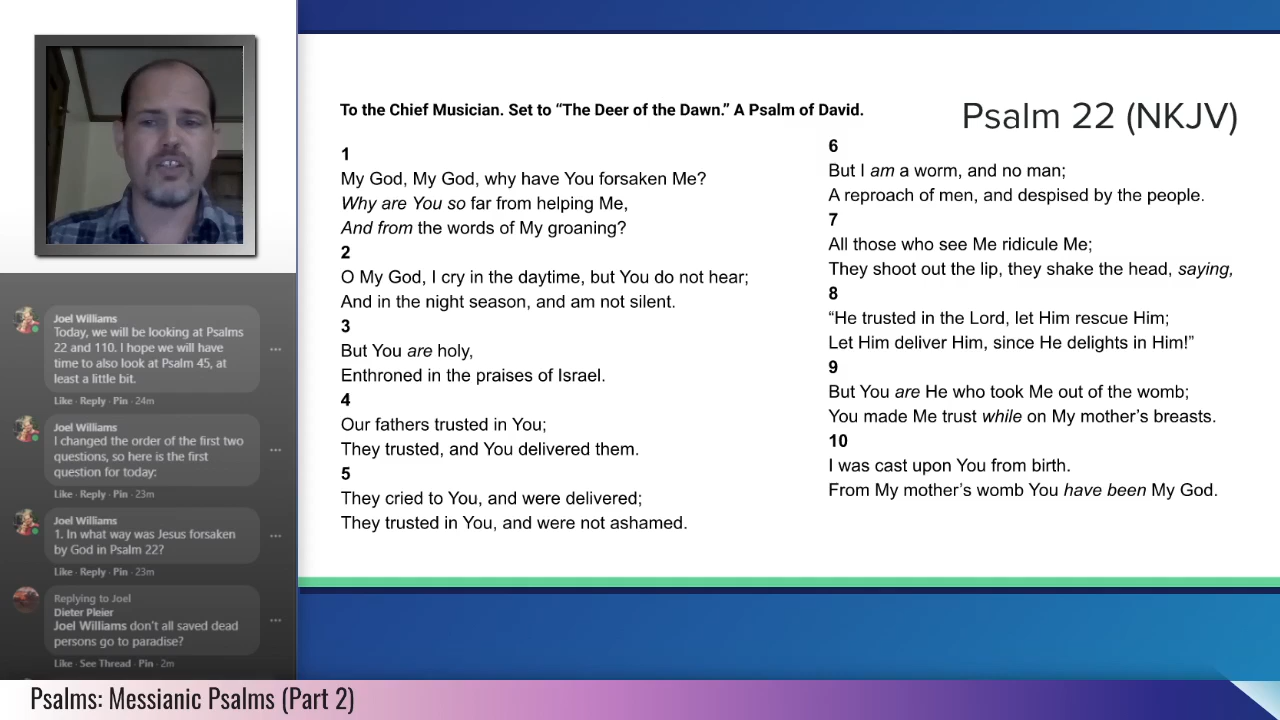 Joel Williams
Today, we will be looking at Psalms
22 and 110. I hope we will have
time to also look at Psalm 45, at
least a little bit.
Like · Reply · Pin · 24m
Joel Williams
I changed the order of the first two
questions, so here is the first
question for today:
Like · Reply · Pin · 23m
Joel Williams
1. In what way was Jesus forsaken
by God in Psalm 22?
Like · Reply · Pin · 23m
Replying to Joel
Dieter Pleier
Joel Williams don't all saved dead
persons go to paradise?
Like · See Thread · Pin · 2m
To the Chief Musician. Set to “The Deer of the Dawn.” A Psalm of David.
Psalm 22 (NKJV)
1
My God, My God, why have You forsaken Me?
Why are You so far from helping Me,
And from the words of My groaning?
2
O My God, I cry in the daytime, but You do not hear;
And in the night season, and am not silent.
3
But You are holy,
Enthroned in the praises of Israel.
4
Our fathers trusted in You;
They trusted, and You delivered them.
5
They cried to You, and were delivered;
They trusted in You, and were not ashamed.
6
But I am a worm, and no man;
A reproach of men, and despised by the people.
7
All those who see Me ridicule Me;
They shoot out the lip, they shake the head, saying,
8
“He trusted in the Lord, let Him rescue Him;
Let Him deliver Him, since He delights in Him!”
9
But You are He who took Me out of the womb;
You made Me trust while on My mother’s breasts.
10
I was cast upon You from birth.
From My mother’s womb You have been My God.
Psalms: Messianic Psalms (Part 2)